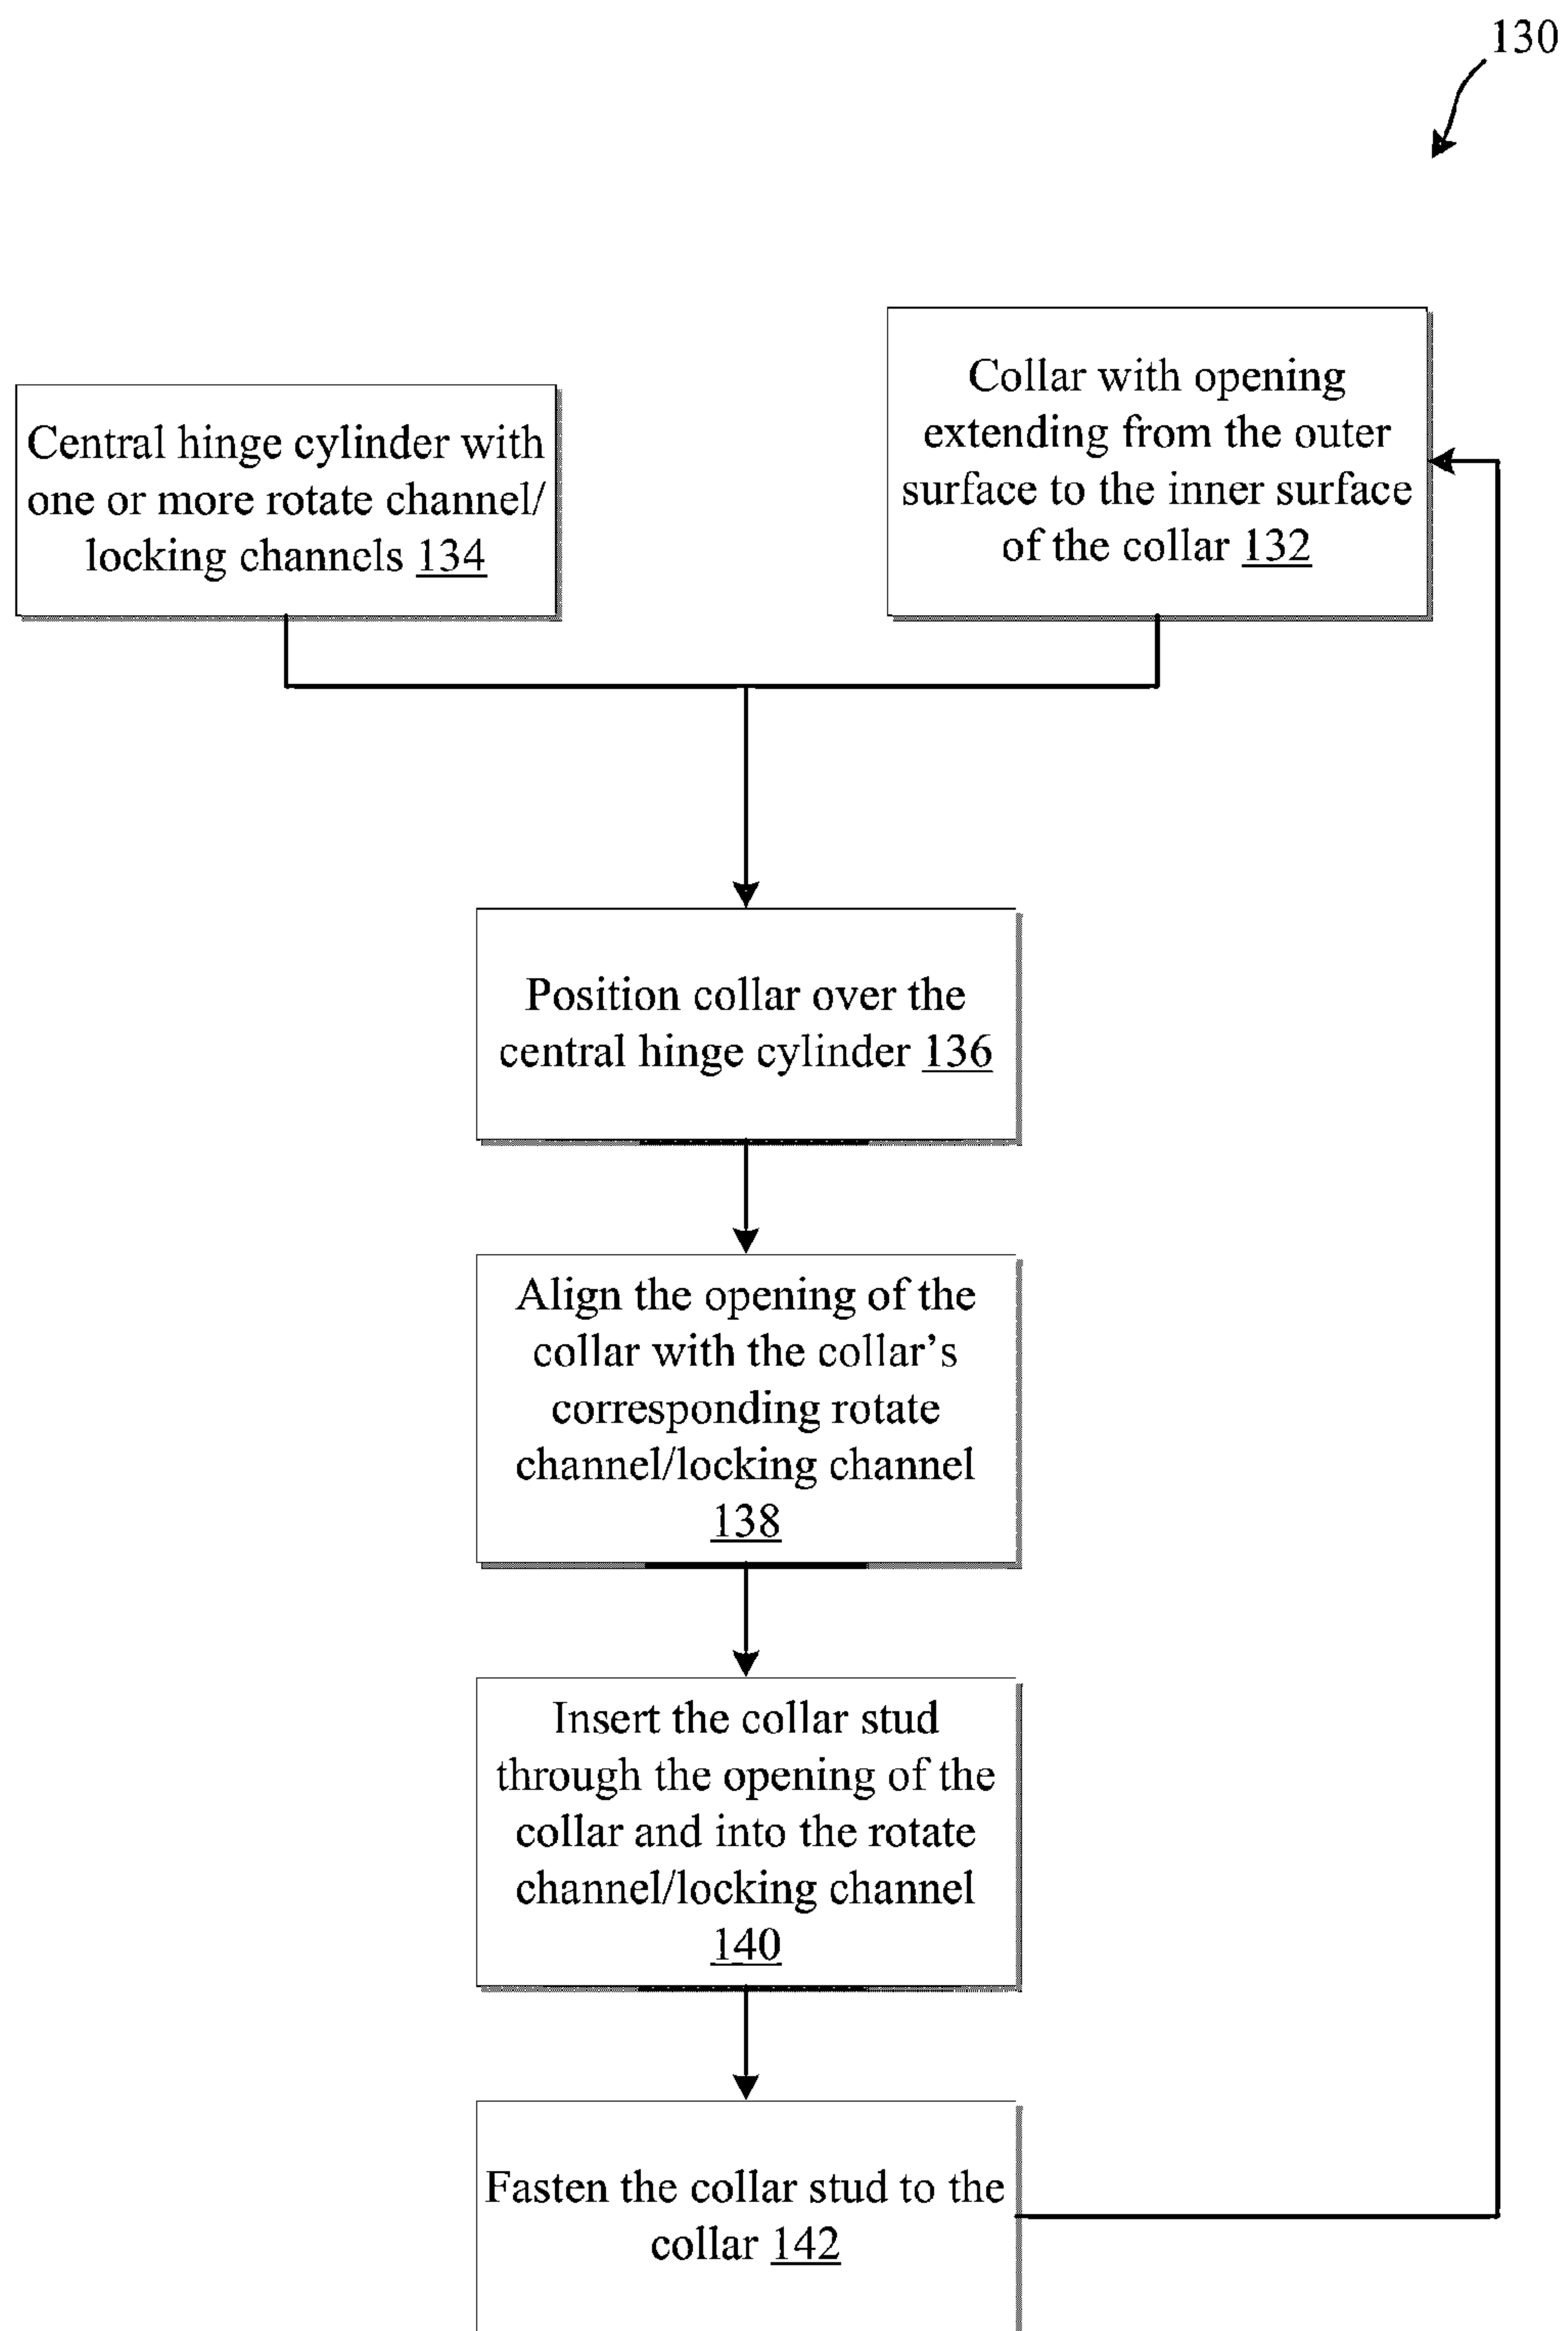 130
Central hinge cylinder with
one or more rotate channel/
locking channels 134
Collar with opening
extending from the outer
surface to the inner surface
of the collar 132
Position collar over the
central hinge cylinder 136
Align the opening of the
collar with the collar's
corresponding rotate
channel/locking channel
138
Insert the collar stud
through the opening of the
collar and into the rotate
channel/locking channel
140
Fasten the collar stud to the
collar 142